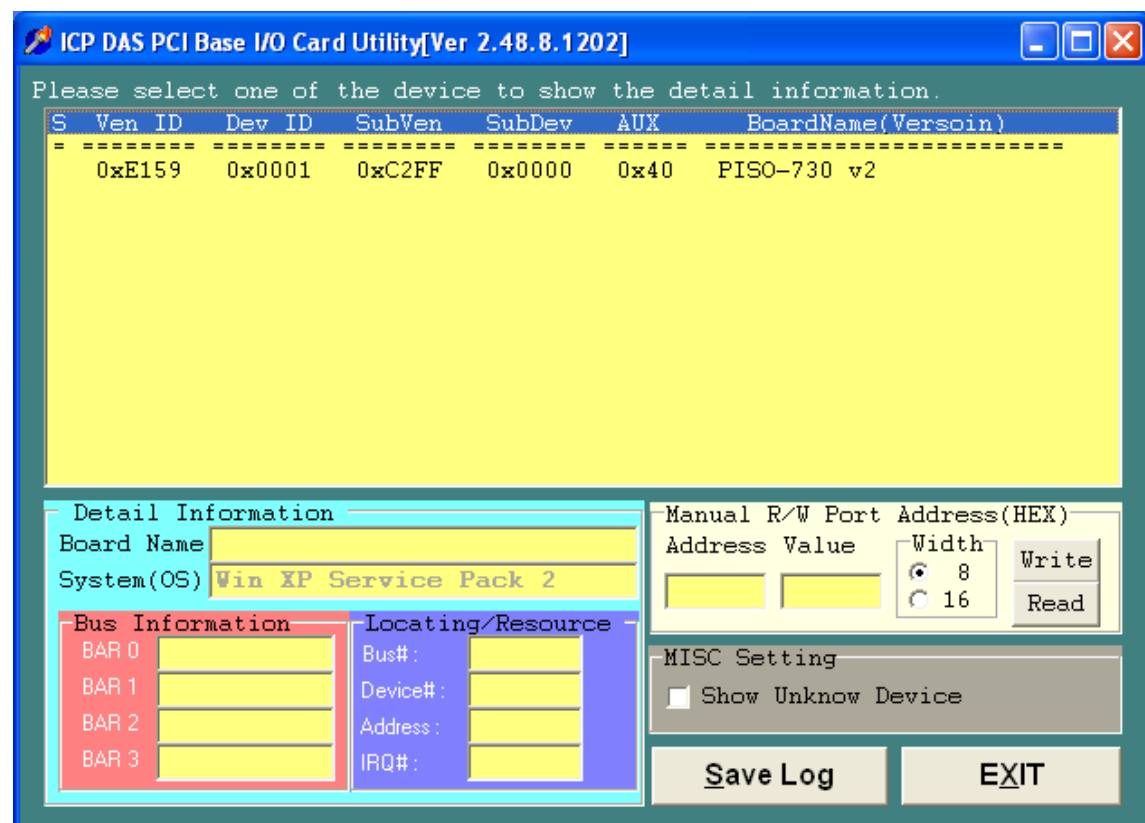 ICP DAS PCI Base I/O Card Utility[Ver 2.48.8.1202]
Please select one of the device to show the detail information.
S Ven ID Dev ID SubVen SubDev AUX BoardName(Versoin)
= ======== ======== ======== ======== ====== =========================
0xE159 0x0001 0xC2FF 0x0000 0x40 PISO-730 v2
Detail Information
Board Name
System(OS) Win XP Service Pack 2
Bus Information
BAR 0
BAR 1
BAR 2
BAR 3
Locating/Resource
Bus# :
Device# :
Address :
IRQ# :
Manual R/W Port Address(HEX)
Address Value
Width
8
16
Write
Read
MISC Setting
Show Unknow Device
Save Log
EXIT